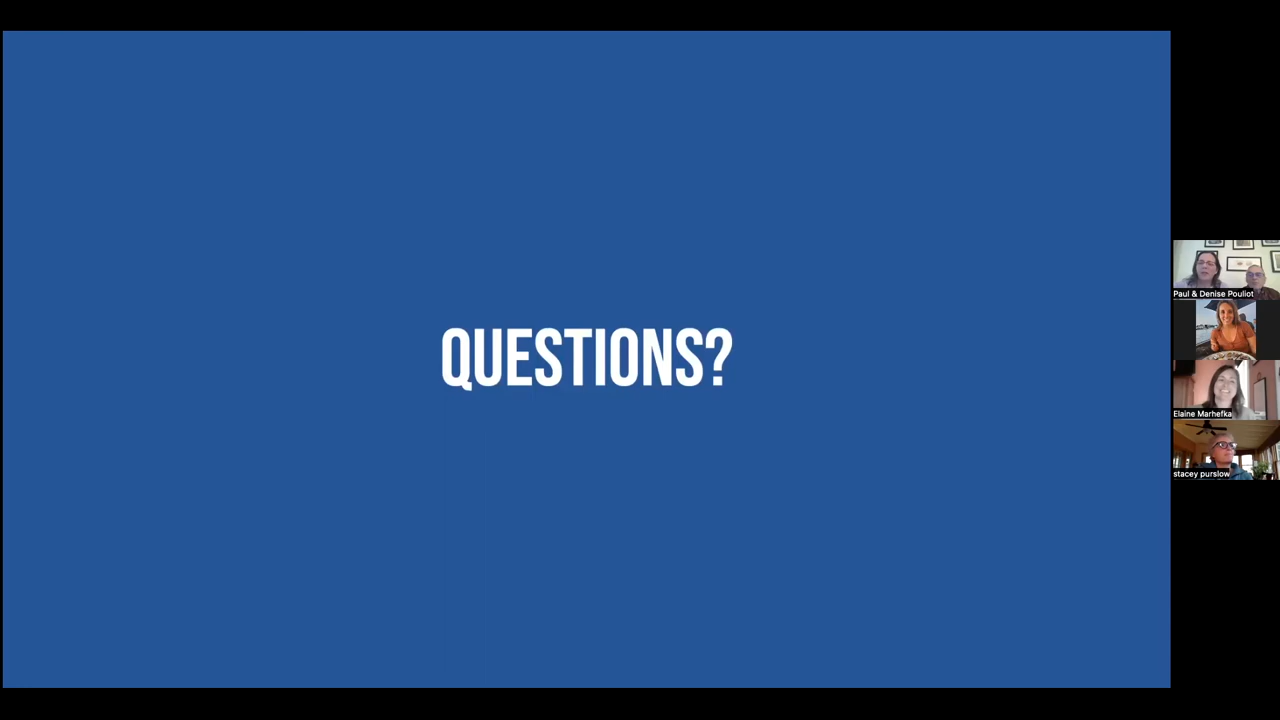 QUESTIONS?
Paul & Denise Pouliot
Elaine Marhefka
stacey purslow